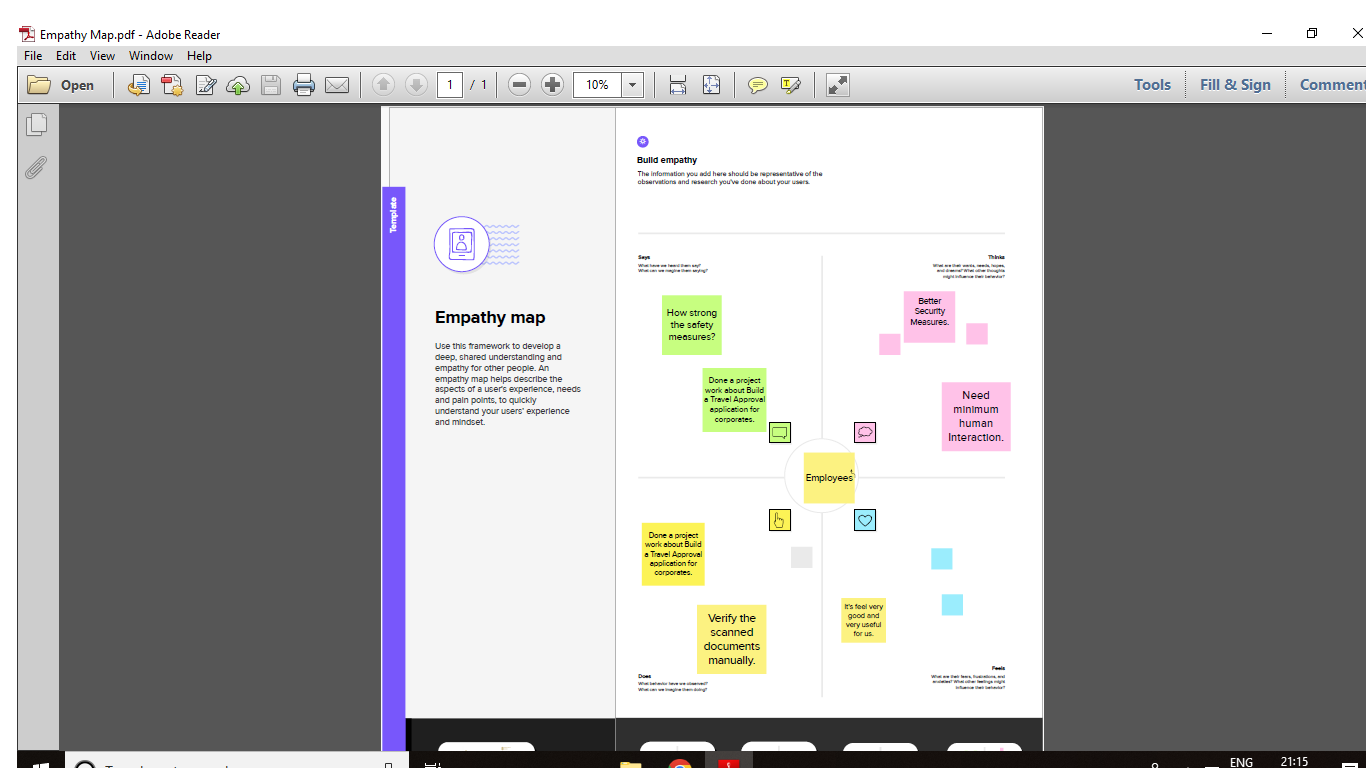 Empathy Map.pdf - Adobe Reader
File Edit View Window Help
Open
1 / 1
10%
Tools
Fill & Sign
Comment
Template
Empathy map
Use this framework to develop a
deep, shared understanding and
empathy for other people. An
empathy map helps describe the
aspects of a user's experience, needs
and pain points, to quickly
understand your users' experience
and mindset.
Build empathy
The information you add here should be representative of the
observations and research you've done about your users.
Says
What have we heard them say?
What can we imagine them saying?
Thinks
What are their wants, needs, hopes,
and dreams? What other thoughts
might influence their behavior?
How strong
the safety
measures?
Done a project
work about Build
a Travel Approval
application for
corporates.
Better
Security
Measures.
Need
minimum
human
Interaction.
Employees
Done a project
work about Build
a Travel Approval
application for
corporates.
Verify the
scanned
documents
manually.
It's feel very
good and
very useful
for us.
Does
What behavior have we observed?
What can we imagine them doing?
Feels
What are their fears, frustrations, and
anxieties? What other feelings might
influence their behavior?
ENG
21:15